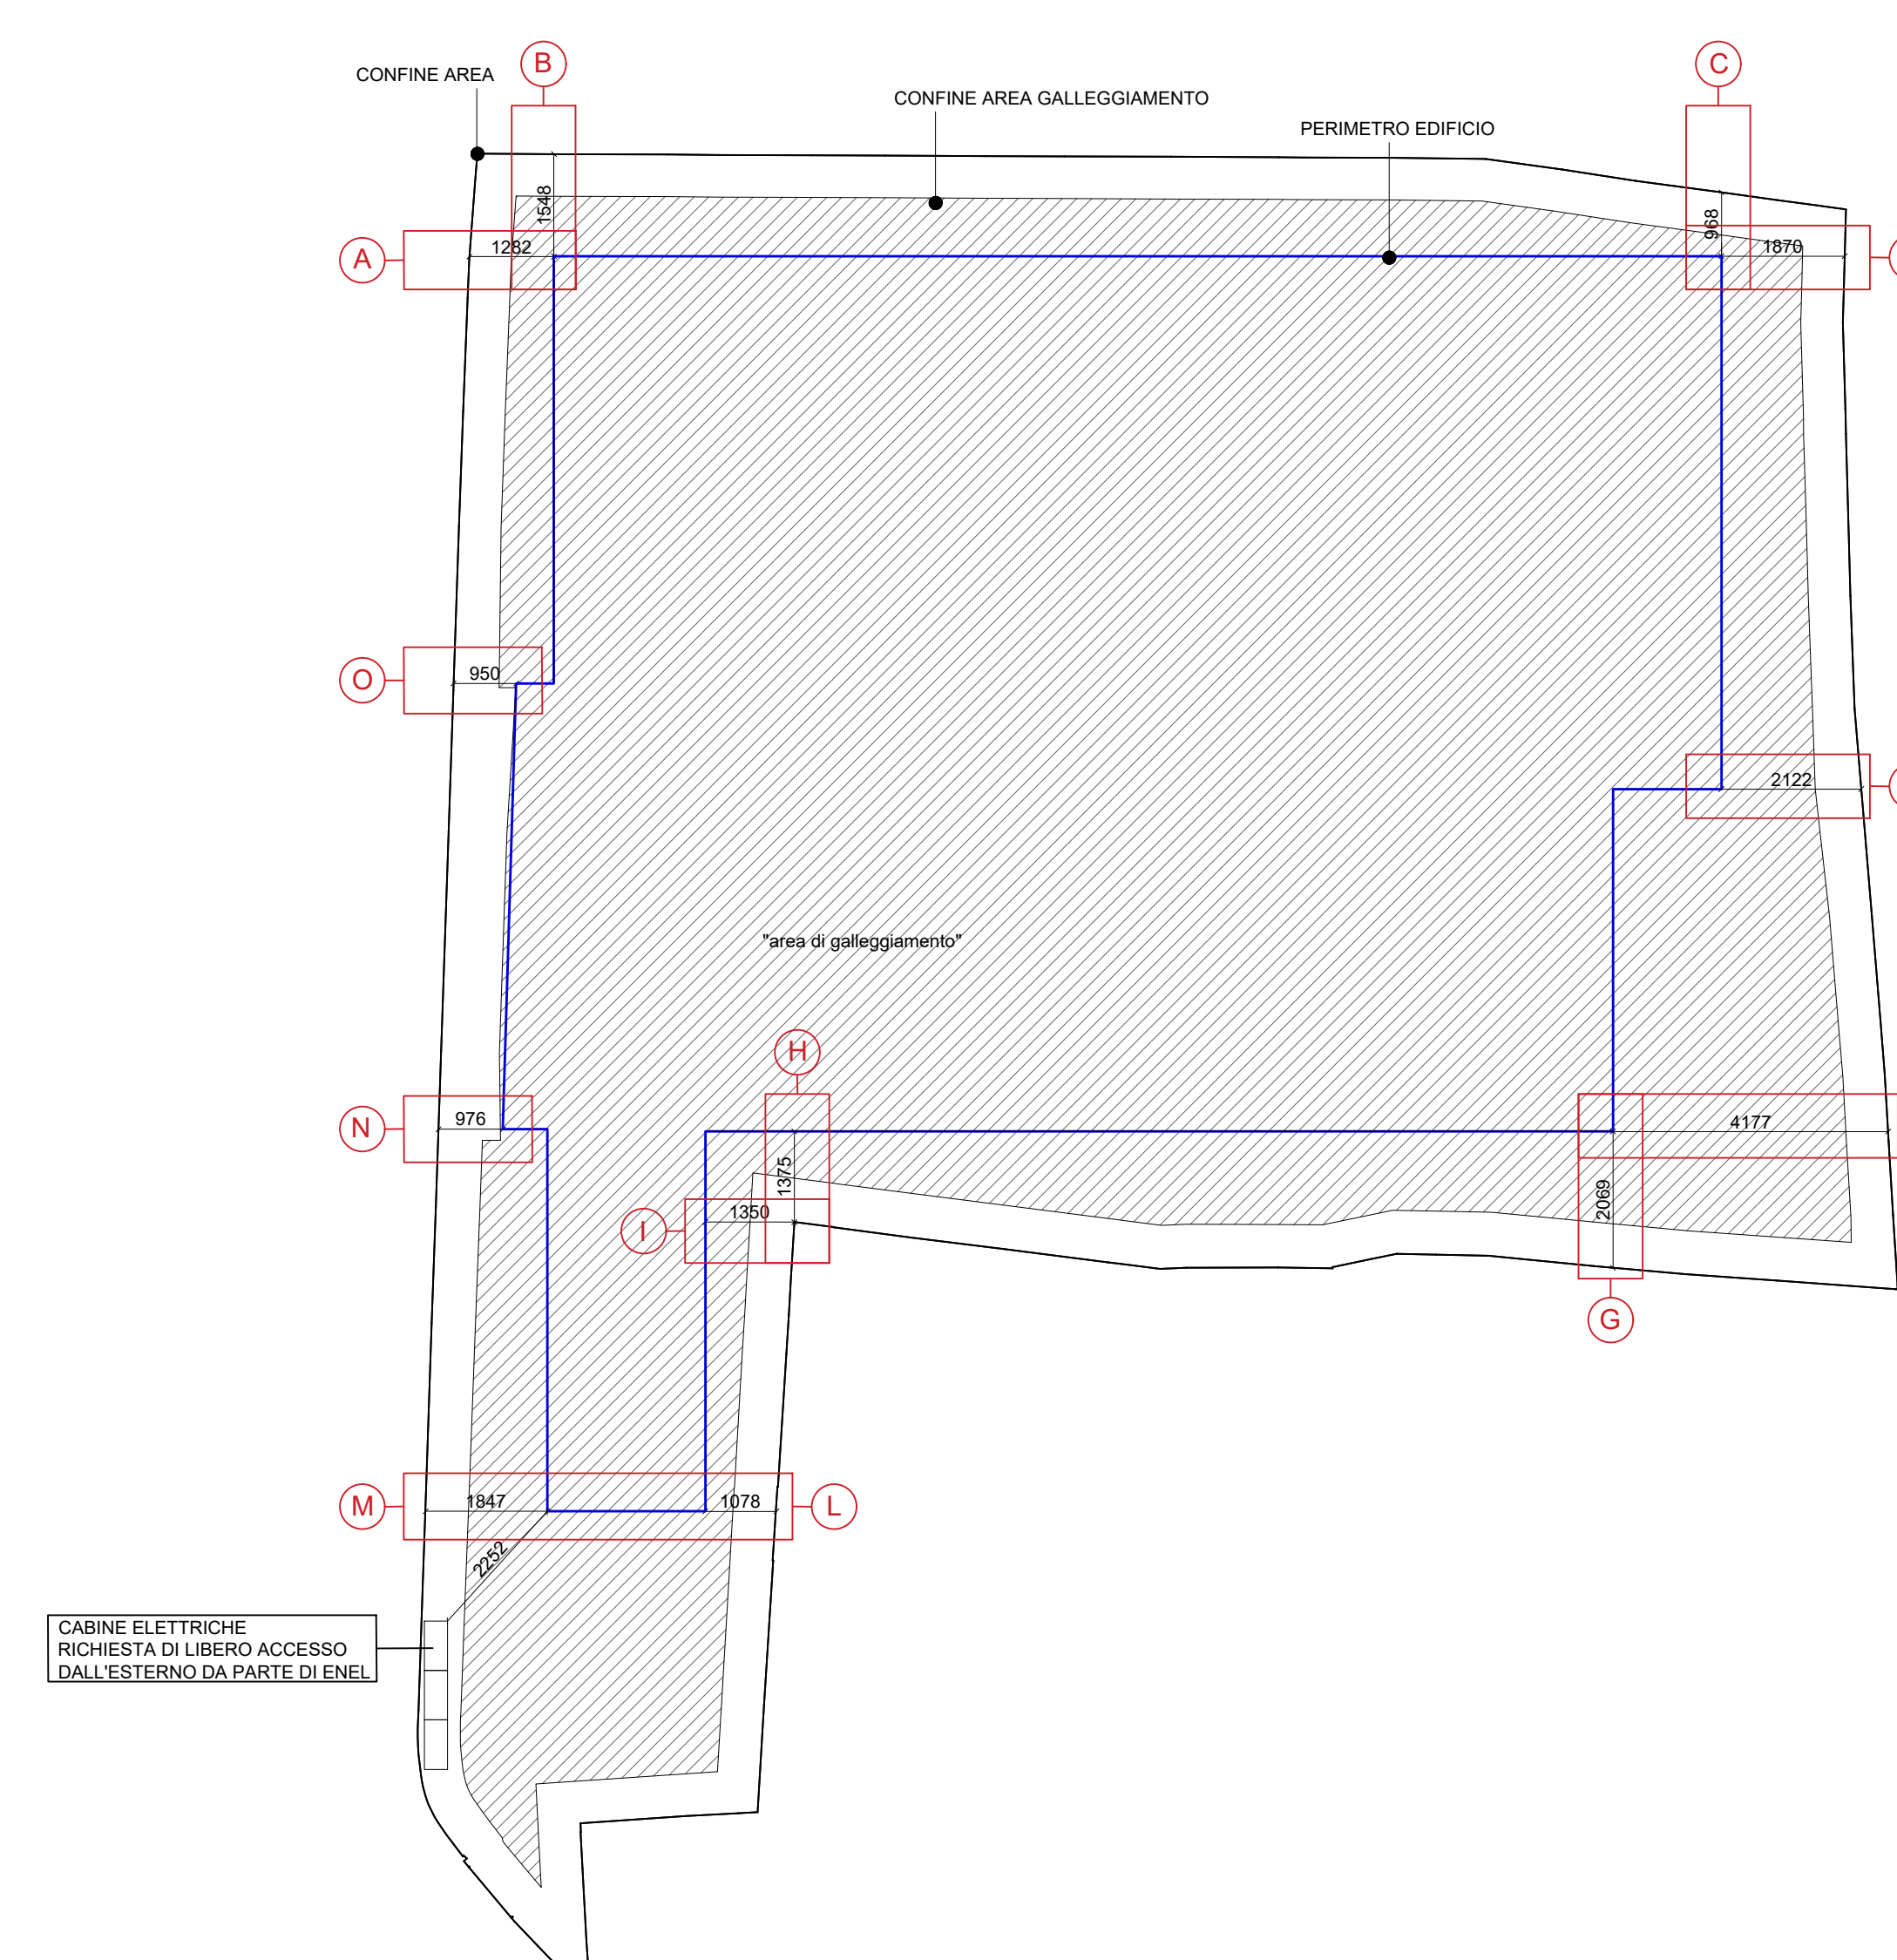 B
C
CONFINE AREA
CONFINE AREA GALLEGGIAMENTO
PERIMETRO EDIFICIO
1548
968
A
1282
1870
O
950
2122
"area di galleggiamento"
H
N
976
4177
1375
1350
I
2069
G
M
1847
1078
L
2252
CABINE ELETTRICHE
RICHIESTA DI LIBERO ACCESSO
DALL'ESTERNO DA PARTE DI ENEL